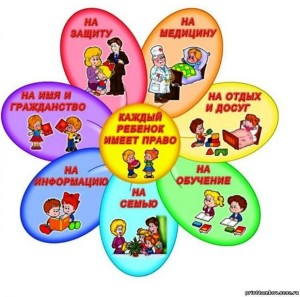 НА
ЗАЩИТУ
НА
МЕДИЦИНУ
НА ИМЯ И
ГРАЖДАНСТВО
КАЖДЫЙ
РЕБЕНОК
ИМЕЕТ ПРАВО
НА ОТДЫХ
И ДОСУГ
НА
ИНФОРМАЦИЮ
НА
СЕМЬЮ
НА
ОБУЧЕНИЕ